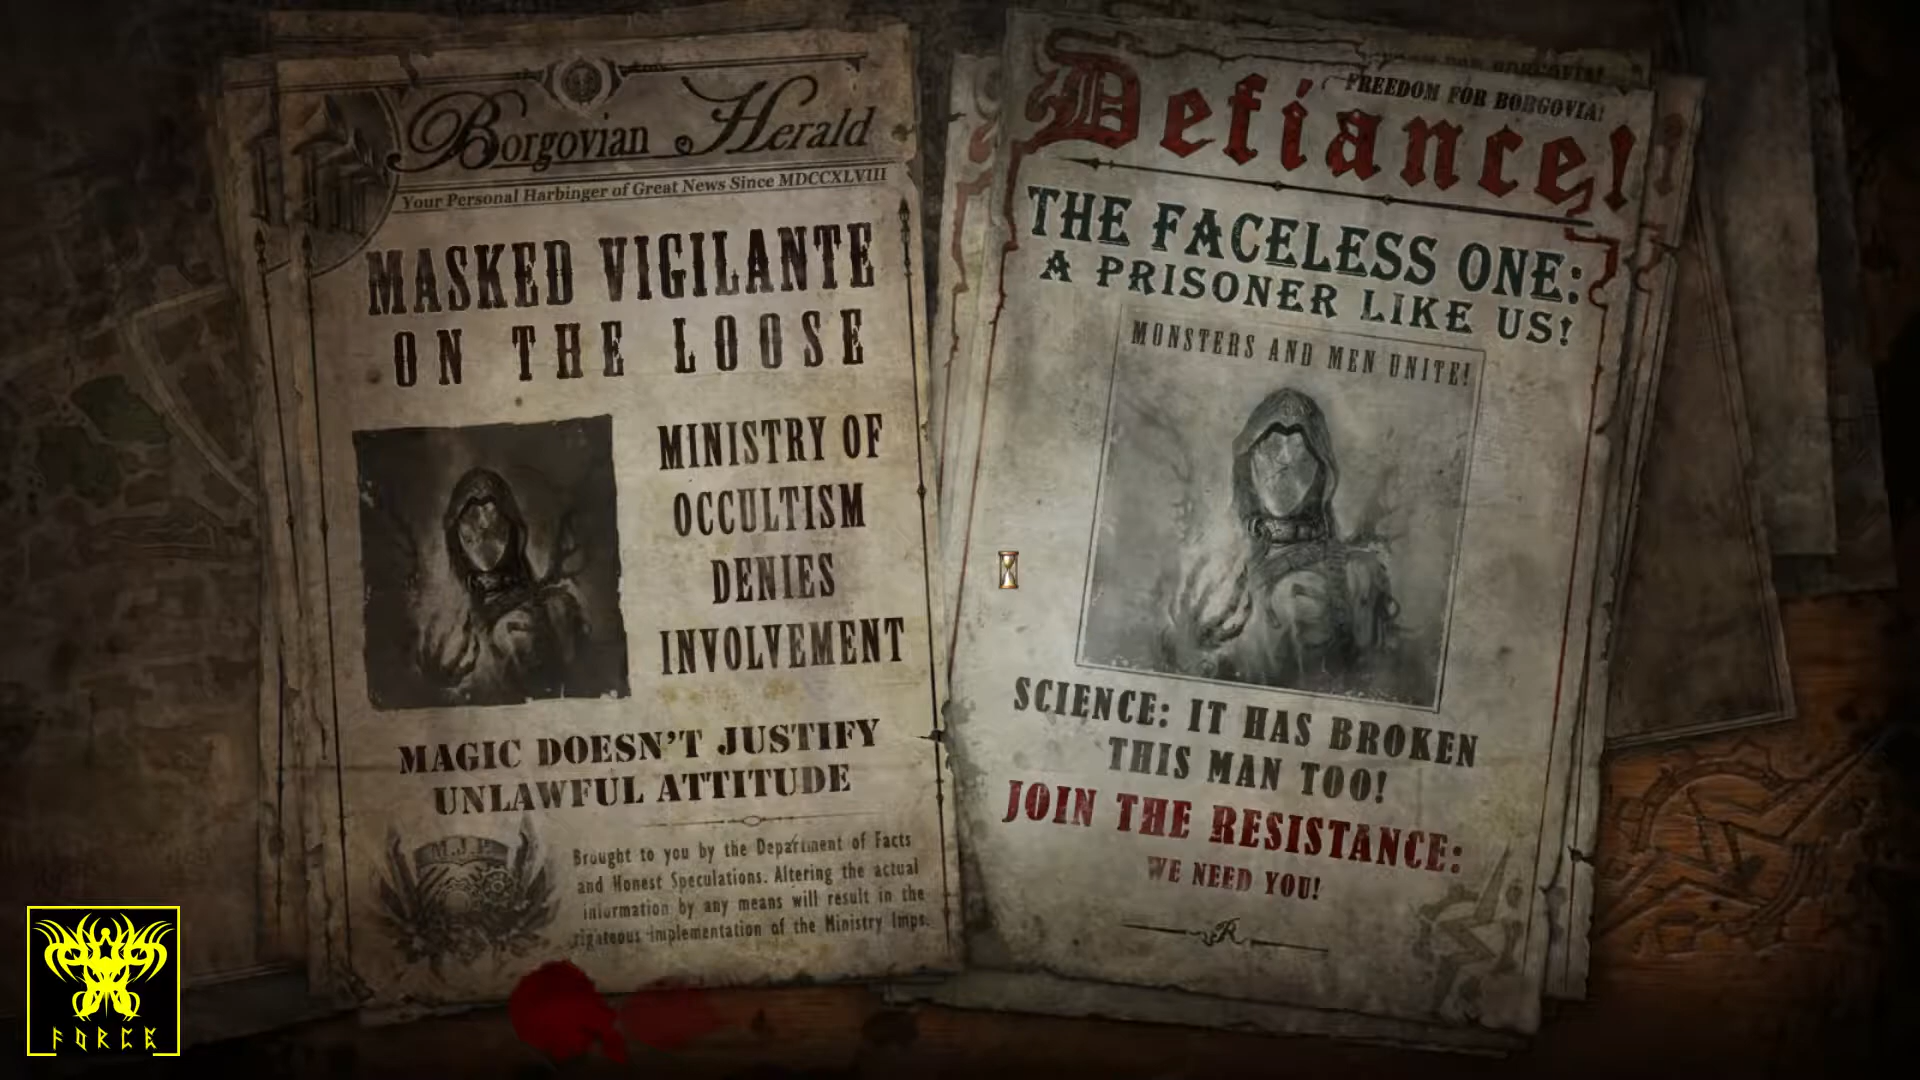 Borgovian Herald
Your Personal Harbinger of Great News Since MDCCXLVIII
MASKED VIGILANTE
ON THE LOOSE
MINISTRY OF
OCCULTISM
DENIES
INVOLVEMENT
MAGIC DOESN'T JUSTIFY
UNLAWFUL ATTITUDE
Brought to you by the Department of Facts
and Honest Speculations. Altering the actual
information by any means will result in the
rigateous implementation of the Ministry Imps.
FREEDOM FOR BORGOVIA!
Defiance!
THE FACELESS ONE:
A PRISONER LIKE US!
MONSTERS AND MEN UNITE!
SCIENCE: IT HAS BROKEN
THIS MAN TOO!
JOIN THE RESISTANCE:
WE NEED YOU!
R
FORCE